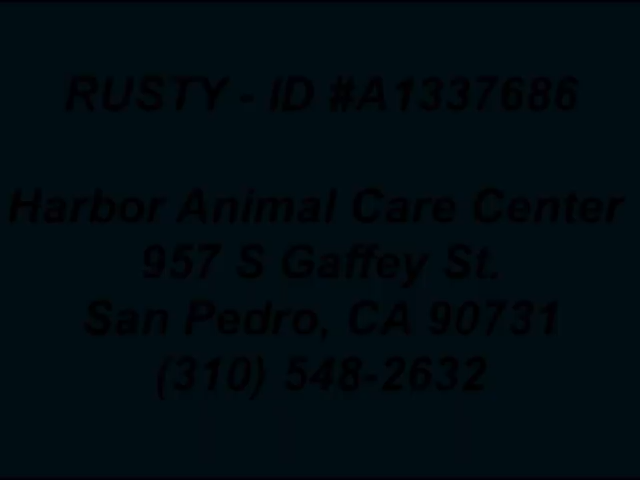 RUSTY - ID #A1337686
Harbor Animal Care Center
957 S Gaffey St.
San Pedro, CA 90731
(310) 548-2632